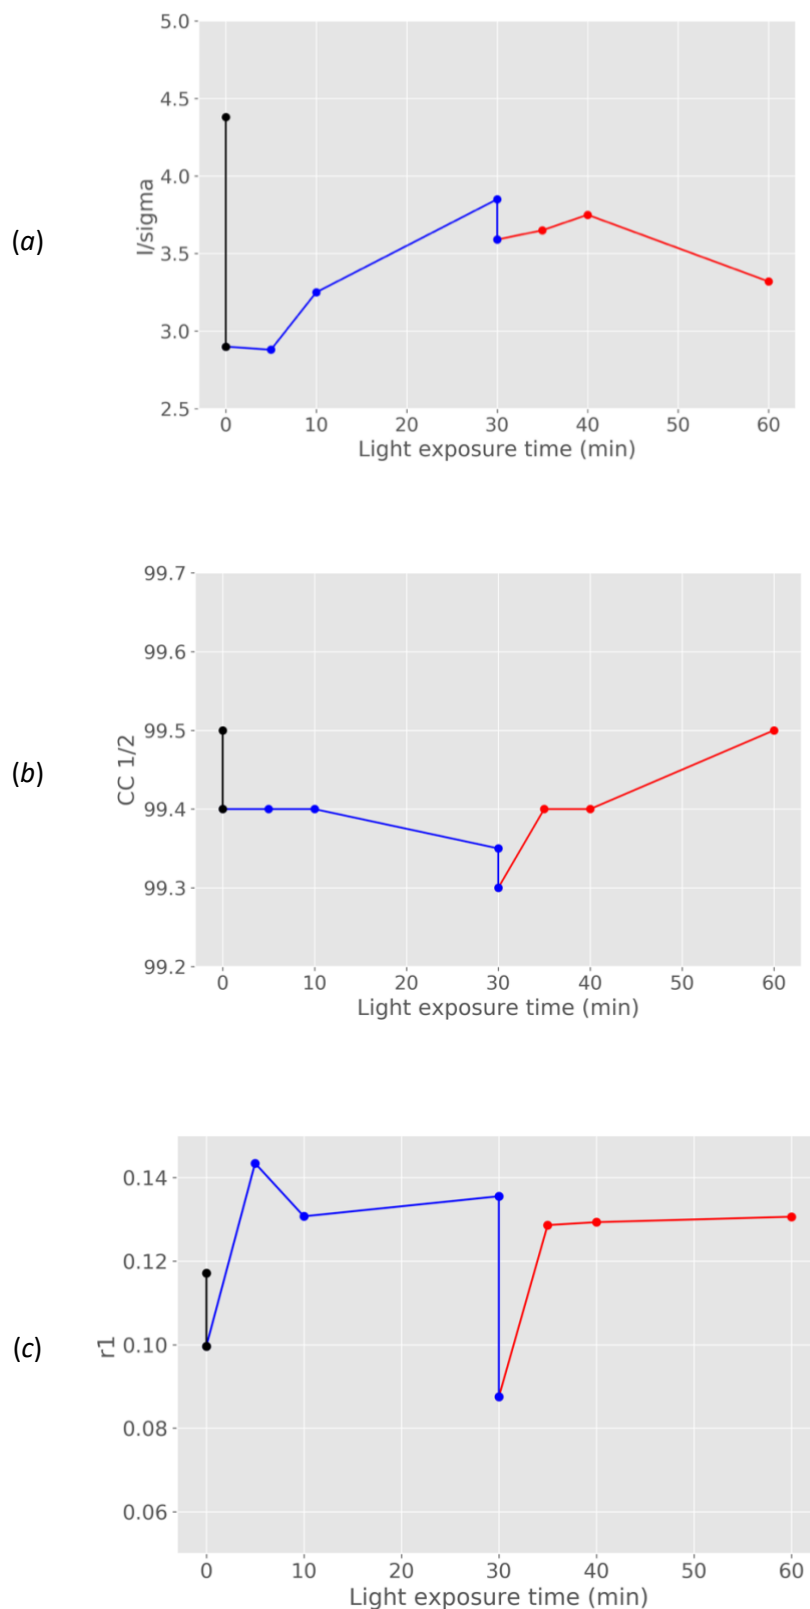 (a)
I/sigma
5.0
4.5
4.0
3.5
3.0
2.5
0 10 20 30 40 50 60
Light exposure time (min)
(b)
CC 1/2
99.7
99.6
99.5
99.4
99.3
99.2
0 10 20 30 40 50 60
Light exposure time (min)
(c)
r1
0.14
0.12
0.10
0.08
0.06
0 10 20 30 40 50 60
Light exposure time (min)